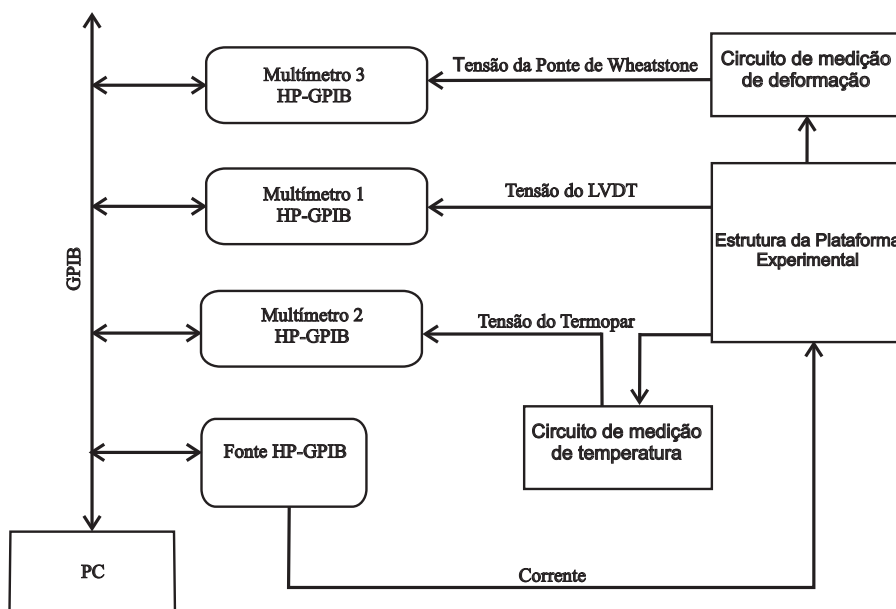 Multímetro 3
HP-GPIB
Tensão da Ponte de Wheatstone
Circuito de medição
de deformação
Multímetro 1
HP-GPIB
Tensão do LVDT
Estrutura da Plataforma
Experimental
GPIB
Multímetro 2
HP-GPIB
Tensão do Termopar
Circuito de medição
de temperatura
Fonte HP-GPIB
PC
Corrente